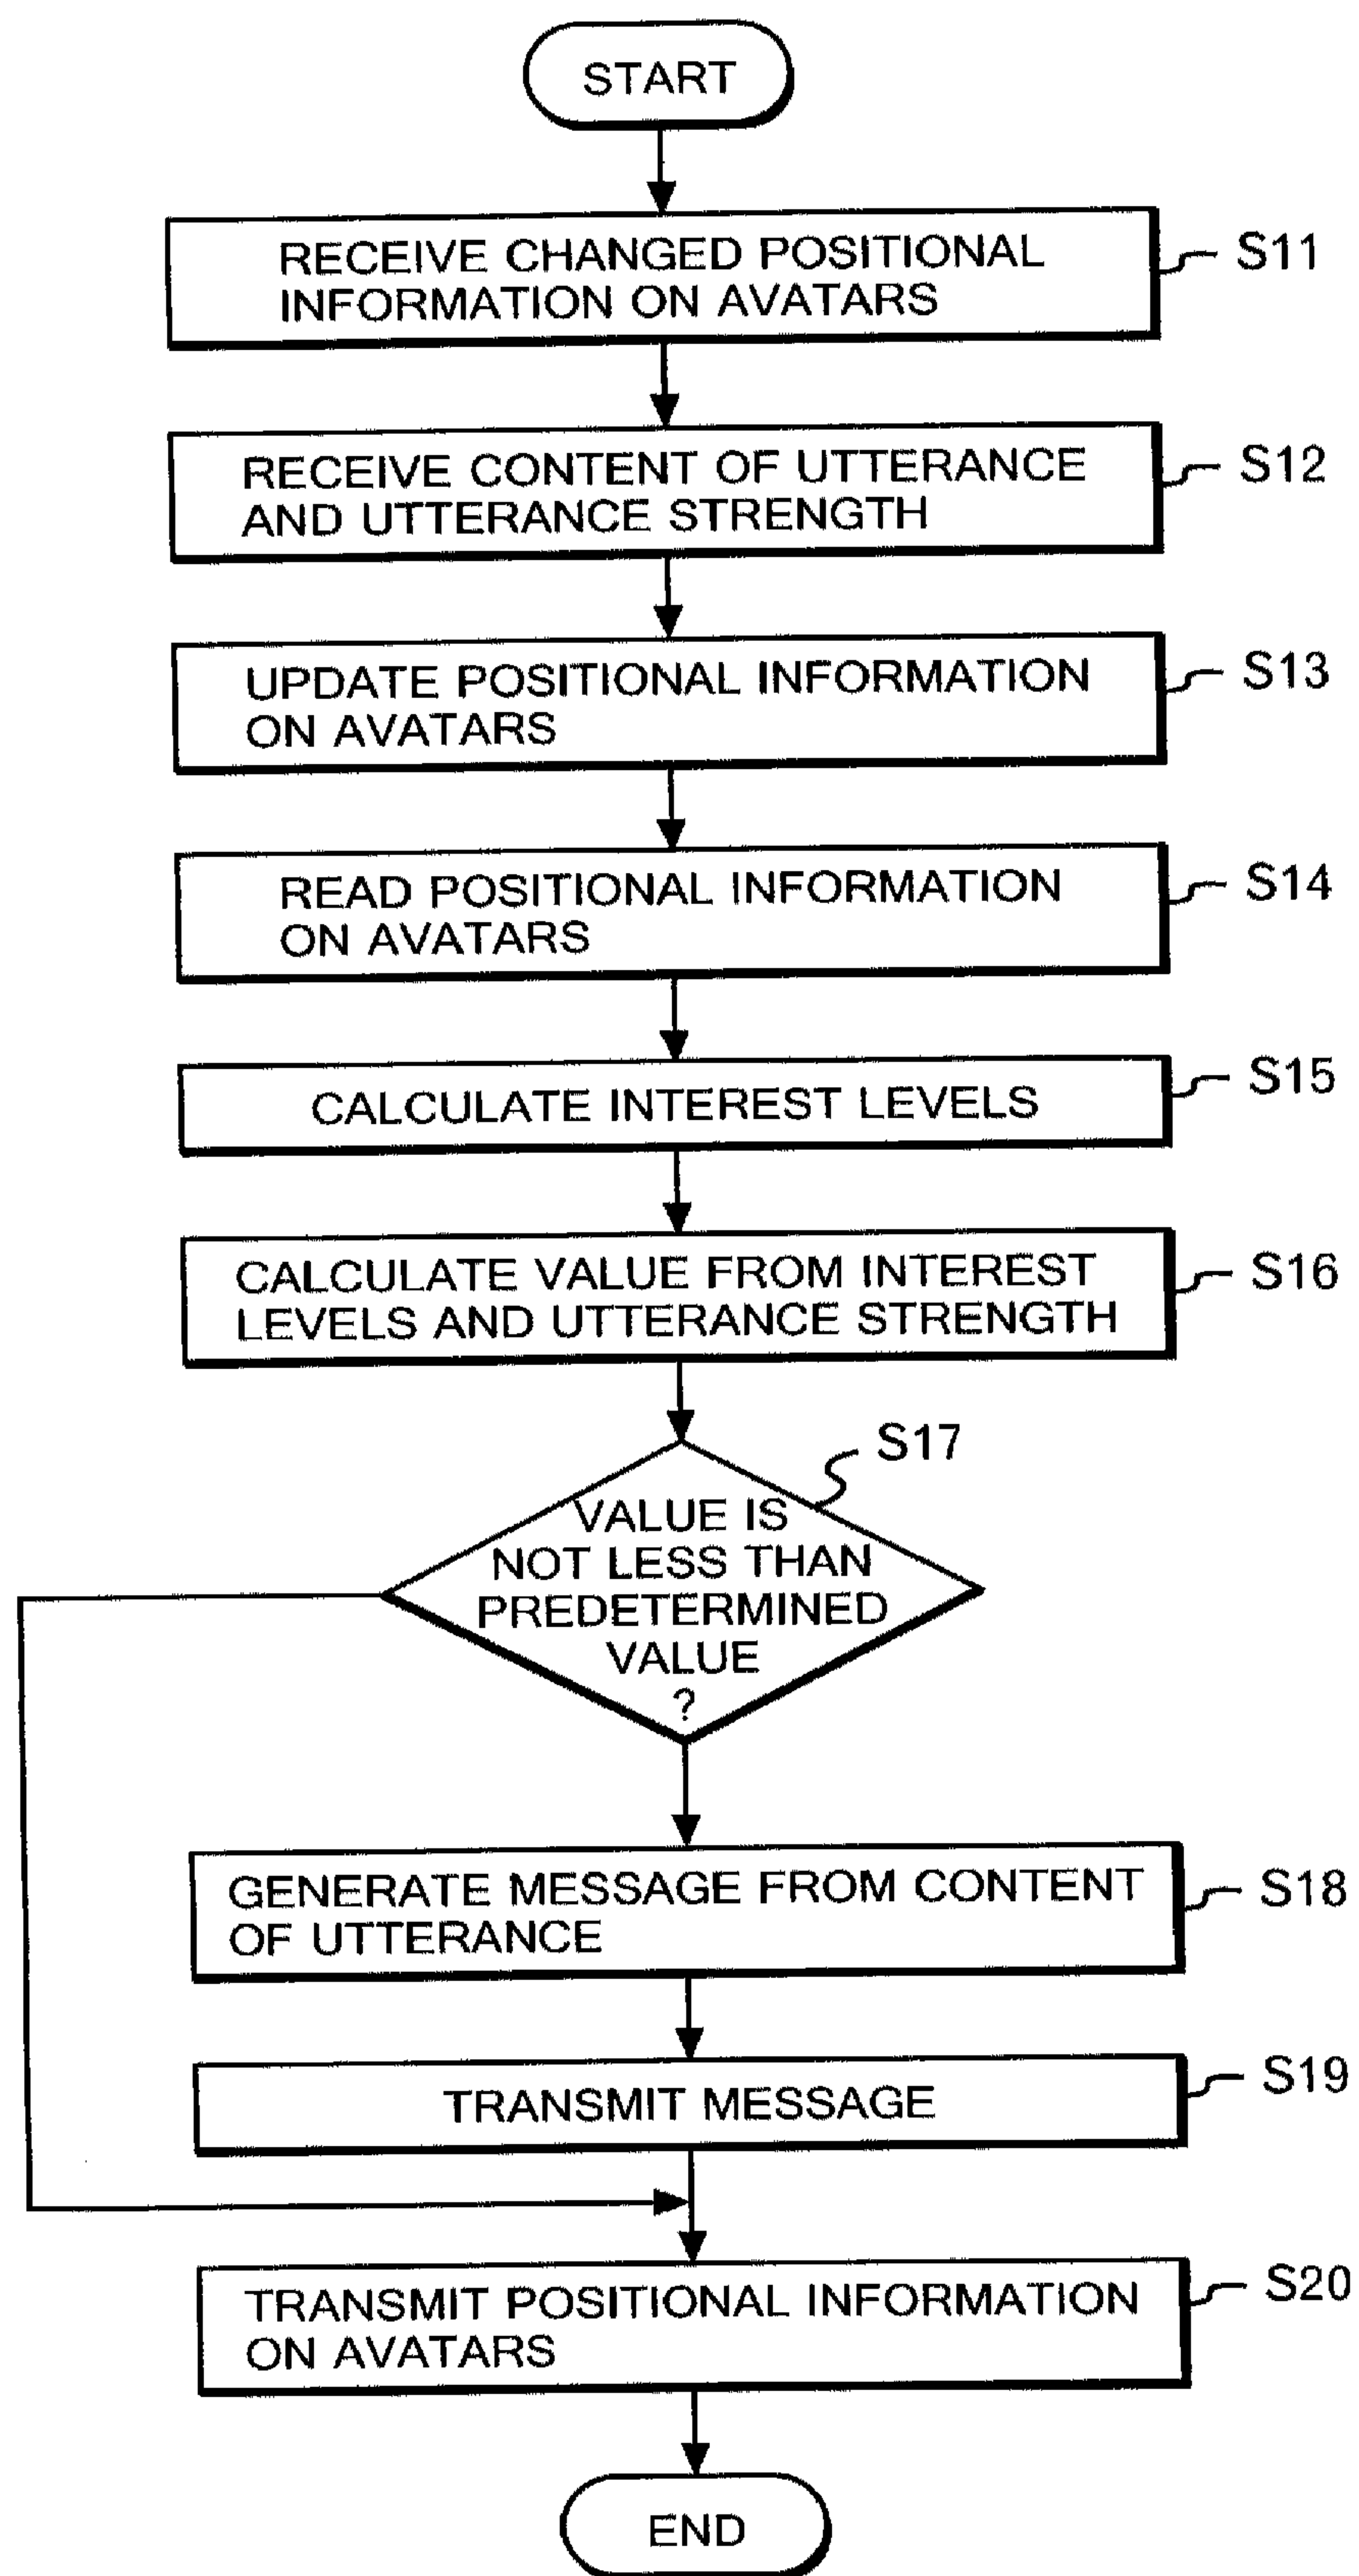 START
RECEIVE CHANGED POSITIONAL
INFORMATION ON AVATARS
S11
RECEIVE CONTENT OF UTTERANCE
AND UTTERANCE STRENGTH
S12
UPDATE POSITIONAL INFORMATION
ON AVATARS
S13
READ POSITIONAL INFORMATION
ON AVATARS
S14
CALCULATE INTEREST LEVELS
S15
CALCULATE VALUE FROM INTEREST
LEVELS AND UTTERANCE STRENGTH
S16
S17
VALUE IS
NOT LESS THAN
PREDETERMINED
VALUE
?
GENERATE MESSAGE FROM CONTENT
OF UTTERANCE
S18
TRANSMIT MESSAGE
S19
TRANSMIT POSITIONAL INFORMATION
ON AVATARS
S20
END